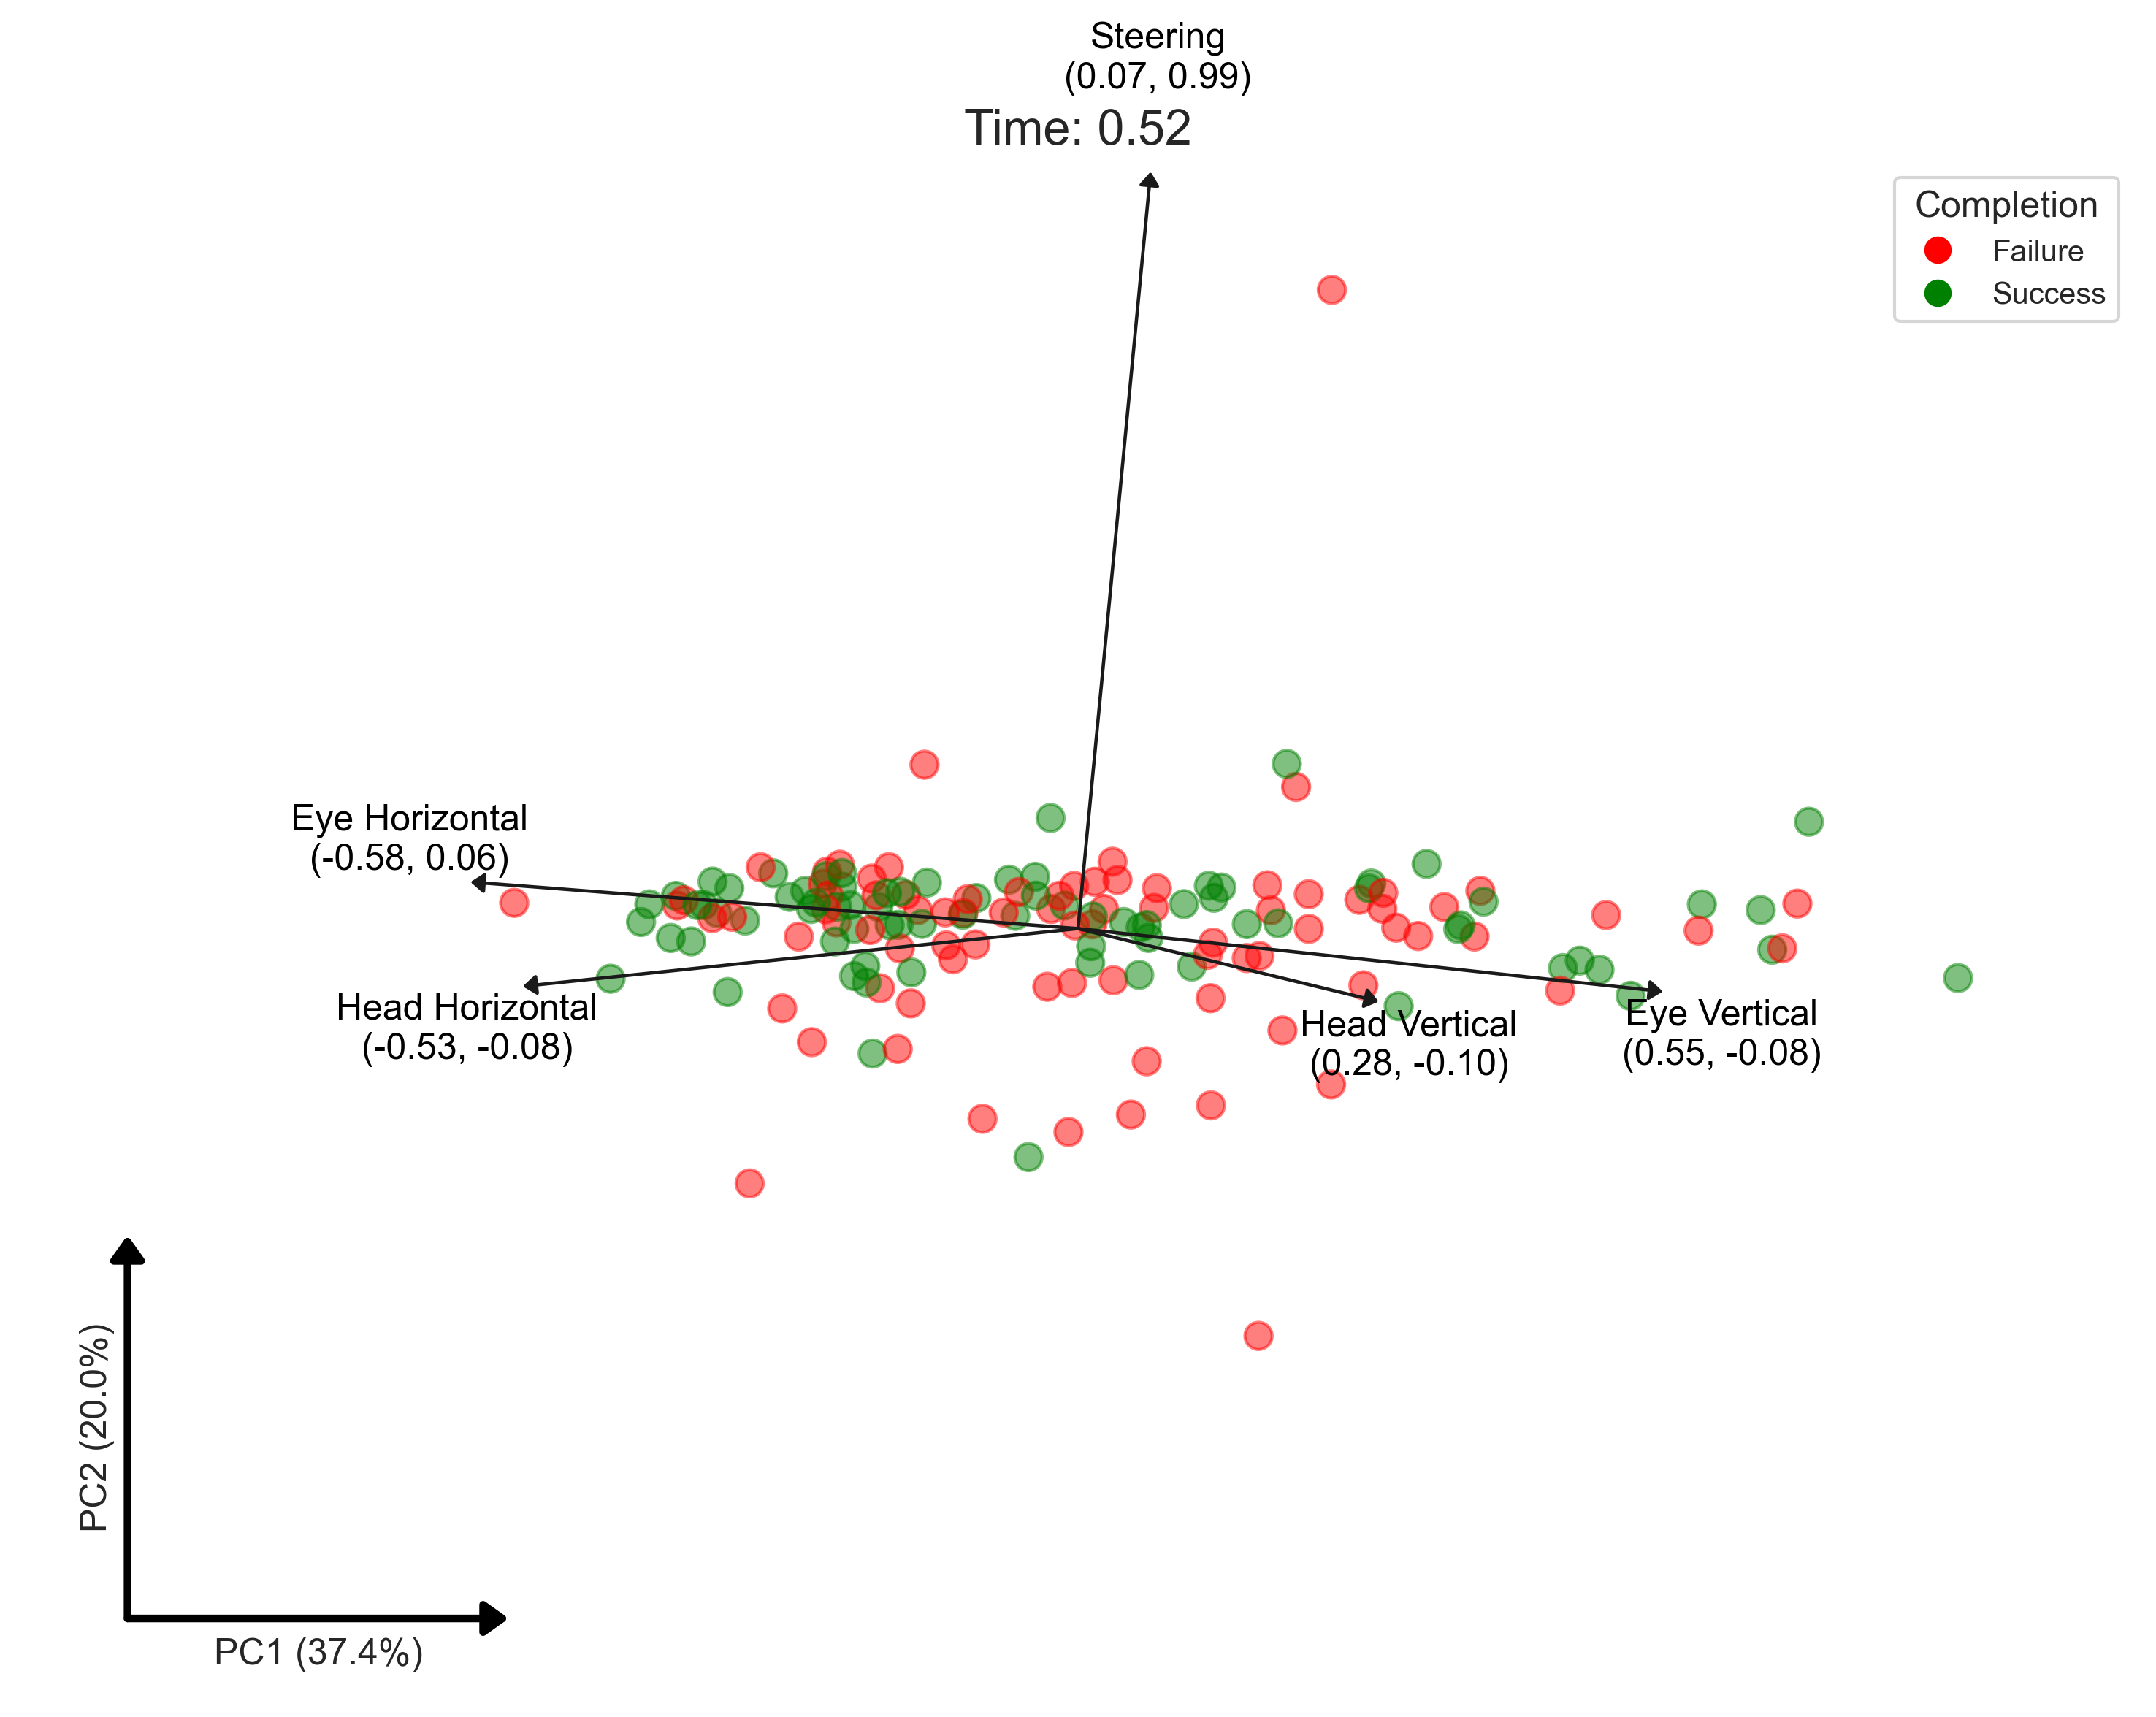 Steering
(0.07, 0.99)
Time: 0.52
Completion
Failure
Success
Eye Horizontal
(-0.58, 0.06)
Head Horizontal
(-0.53, -0.08)
Head Vertical
(0.28, -0.10)
Eye Vertical
(0.55, -0.08)
PC2 (20.0%)
PC1 (37.4%)